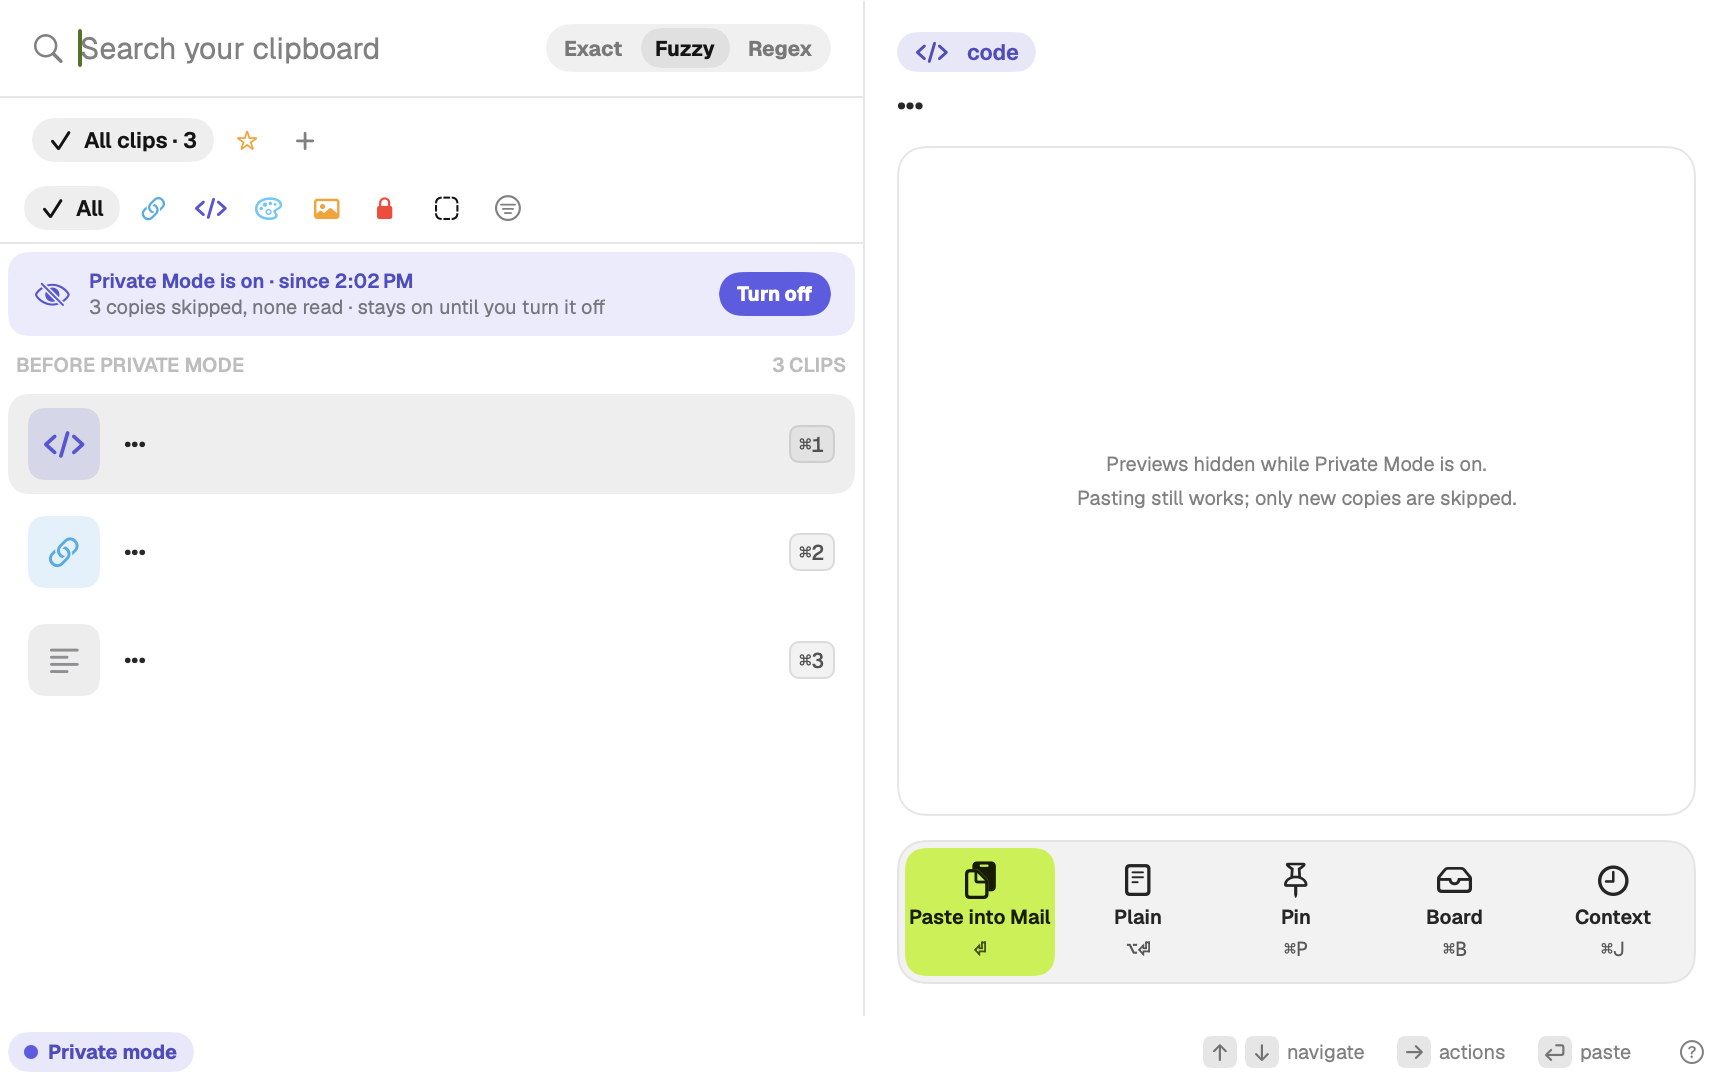 Search your clipboard
Exact Fuzzy Regex
All clips · 3
All
Private Mode is on · since 2:02 PM
3 copies skipped, none read · stays on until you turn it off
Turn off
BEFORE PRIVATE MODE
3 CLIPS
•••
⌘1
•••
⌘2
•••
⌘3
Private mode
</> code
•••
Previews hidden while Private Mode is on.
Pasting still works; only new copies are skipped.
Paste into Mail
⏎
Plain
⌥⏎
Pin
⌘P
Board
⌘B
Context
⌘J
↑ ↓ navigate → actions ↩ paste ?